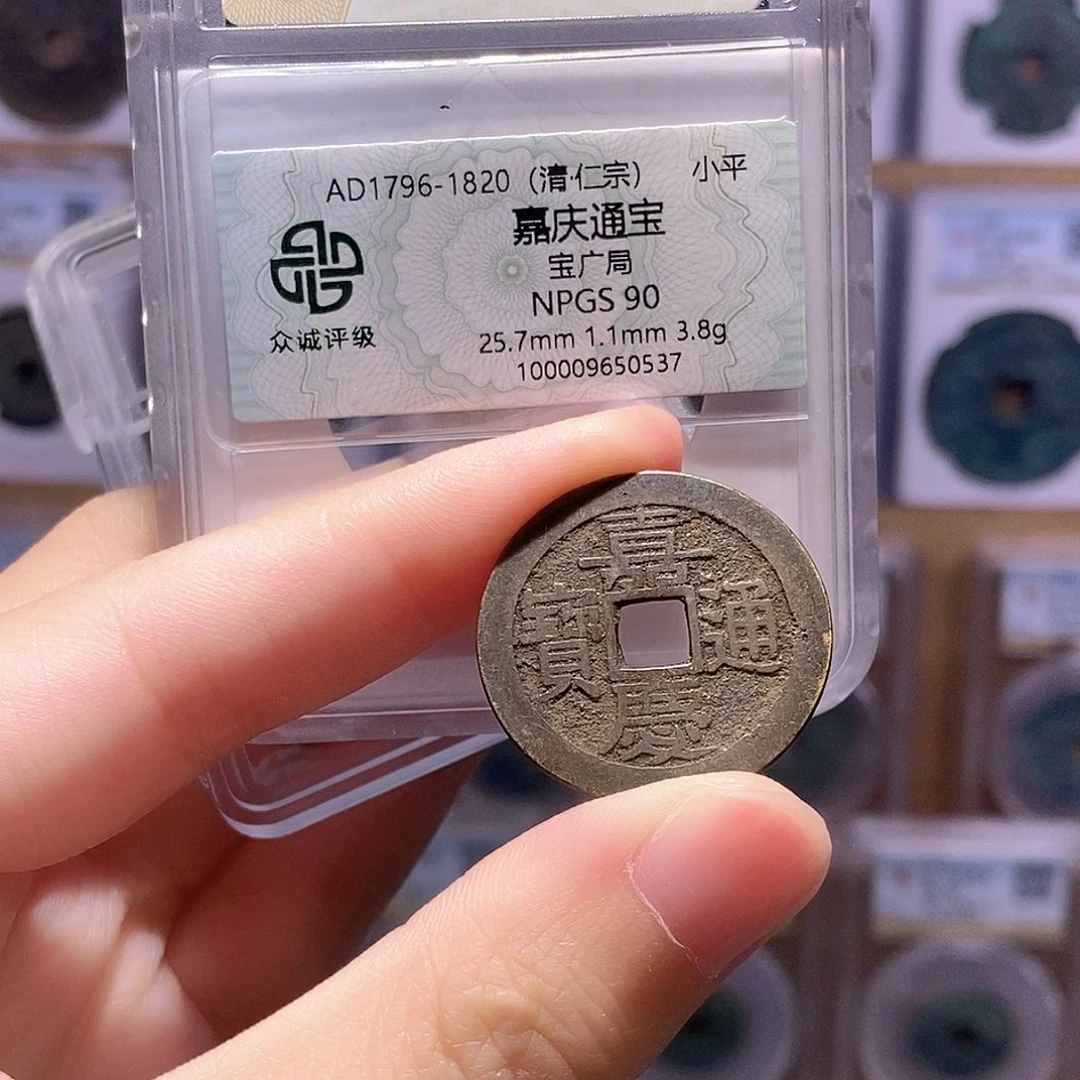 AD1796-1820（清·仁宗） 小平
嘉庆通宝
宝广局
NPGS 90
25.7mm 1.1mm 3.8g
100009650537
众诚评级
嘉慶通寶